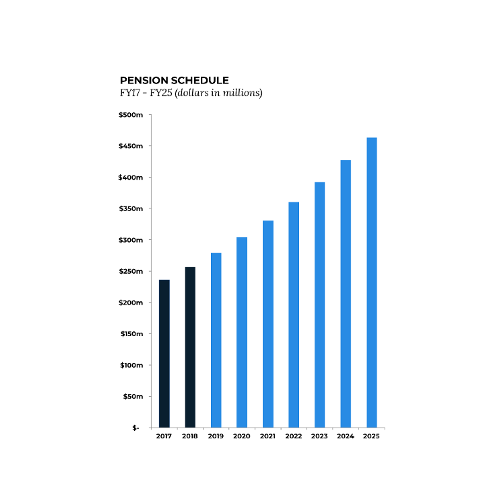 PENSION SCHEDULE
FY17 – FY25 (dollars in millions)
$500m
$450m
$400m
$350m
$300m
$250m
$200m
$150m
$100m
$50m
$-
2017 2018 2019 2020 2021 2022 2023 2024 2025